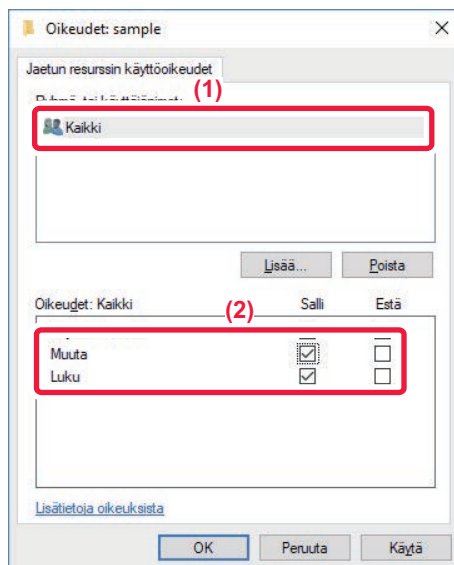 Oikeudet: sample
Jaetun resurssin käyttöoikeudet
(1)
Kaikki
Lisää...
Poista
Oikeudet: Kaikki
(2)
Salli
Estä
Muuta
Luku
Lisätietoja oikeuksista
OK
Peruuta
Käytä